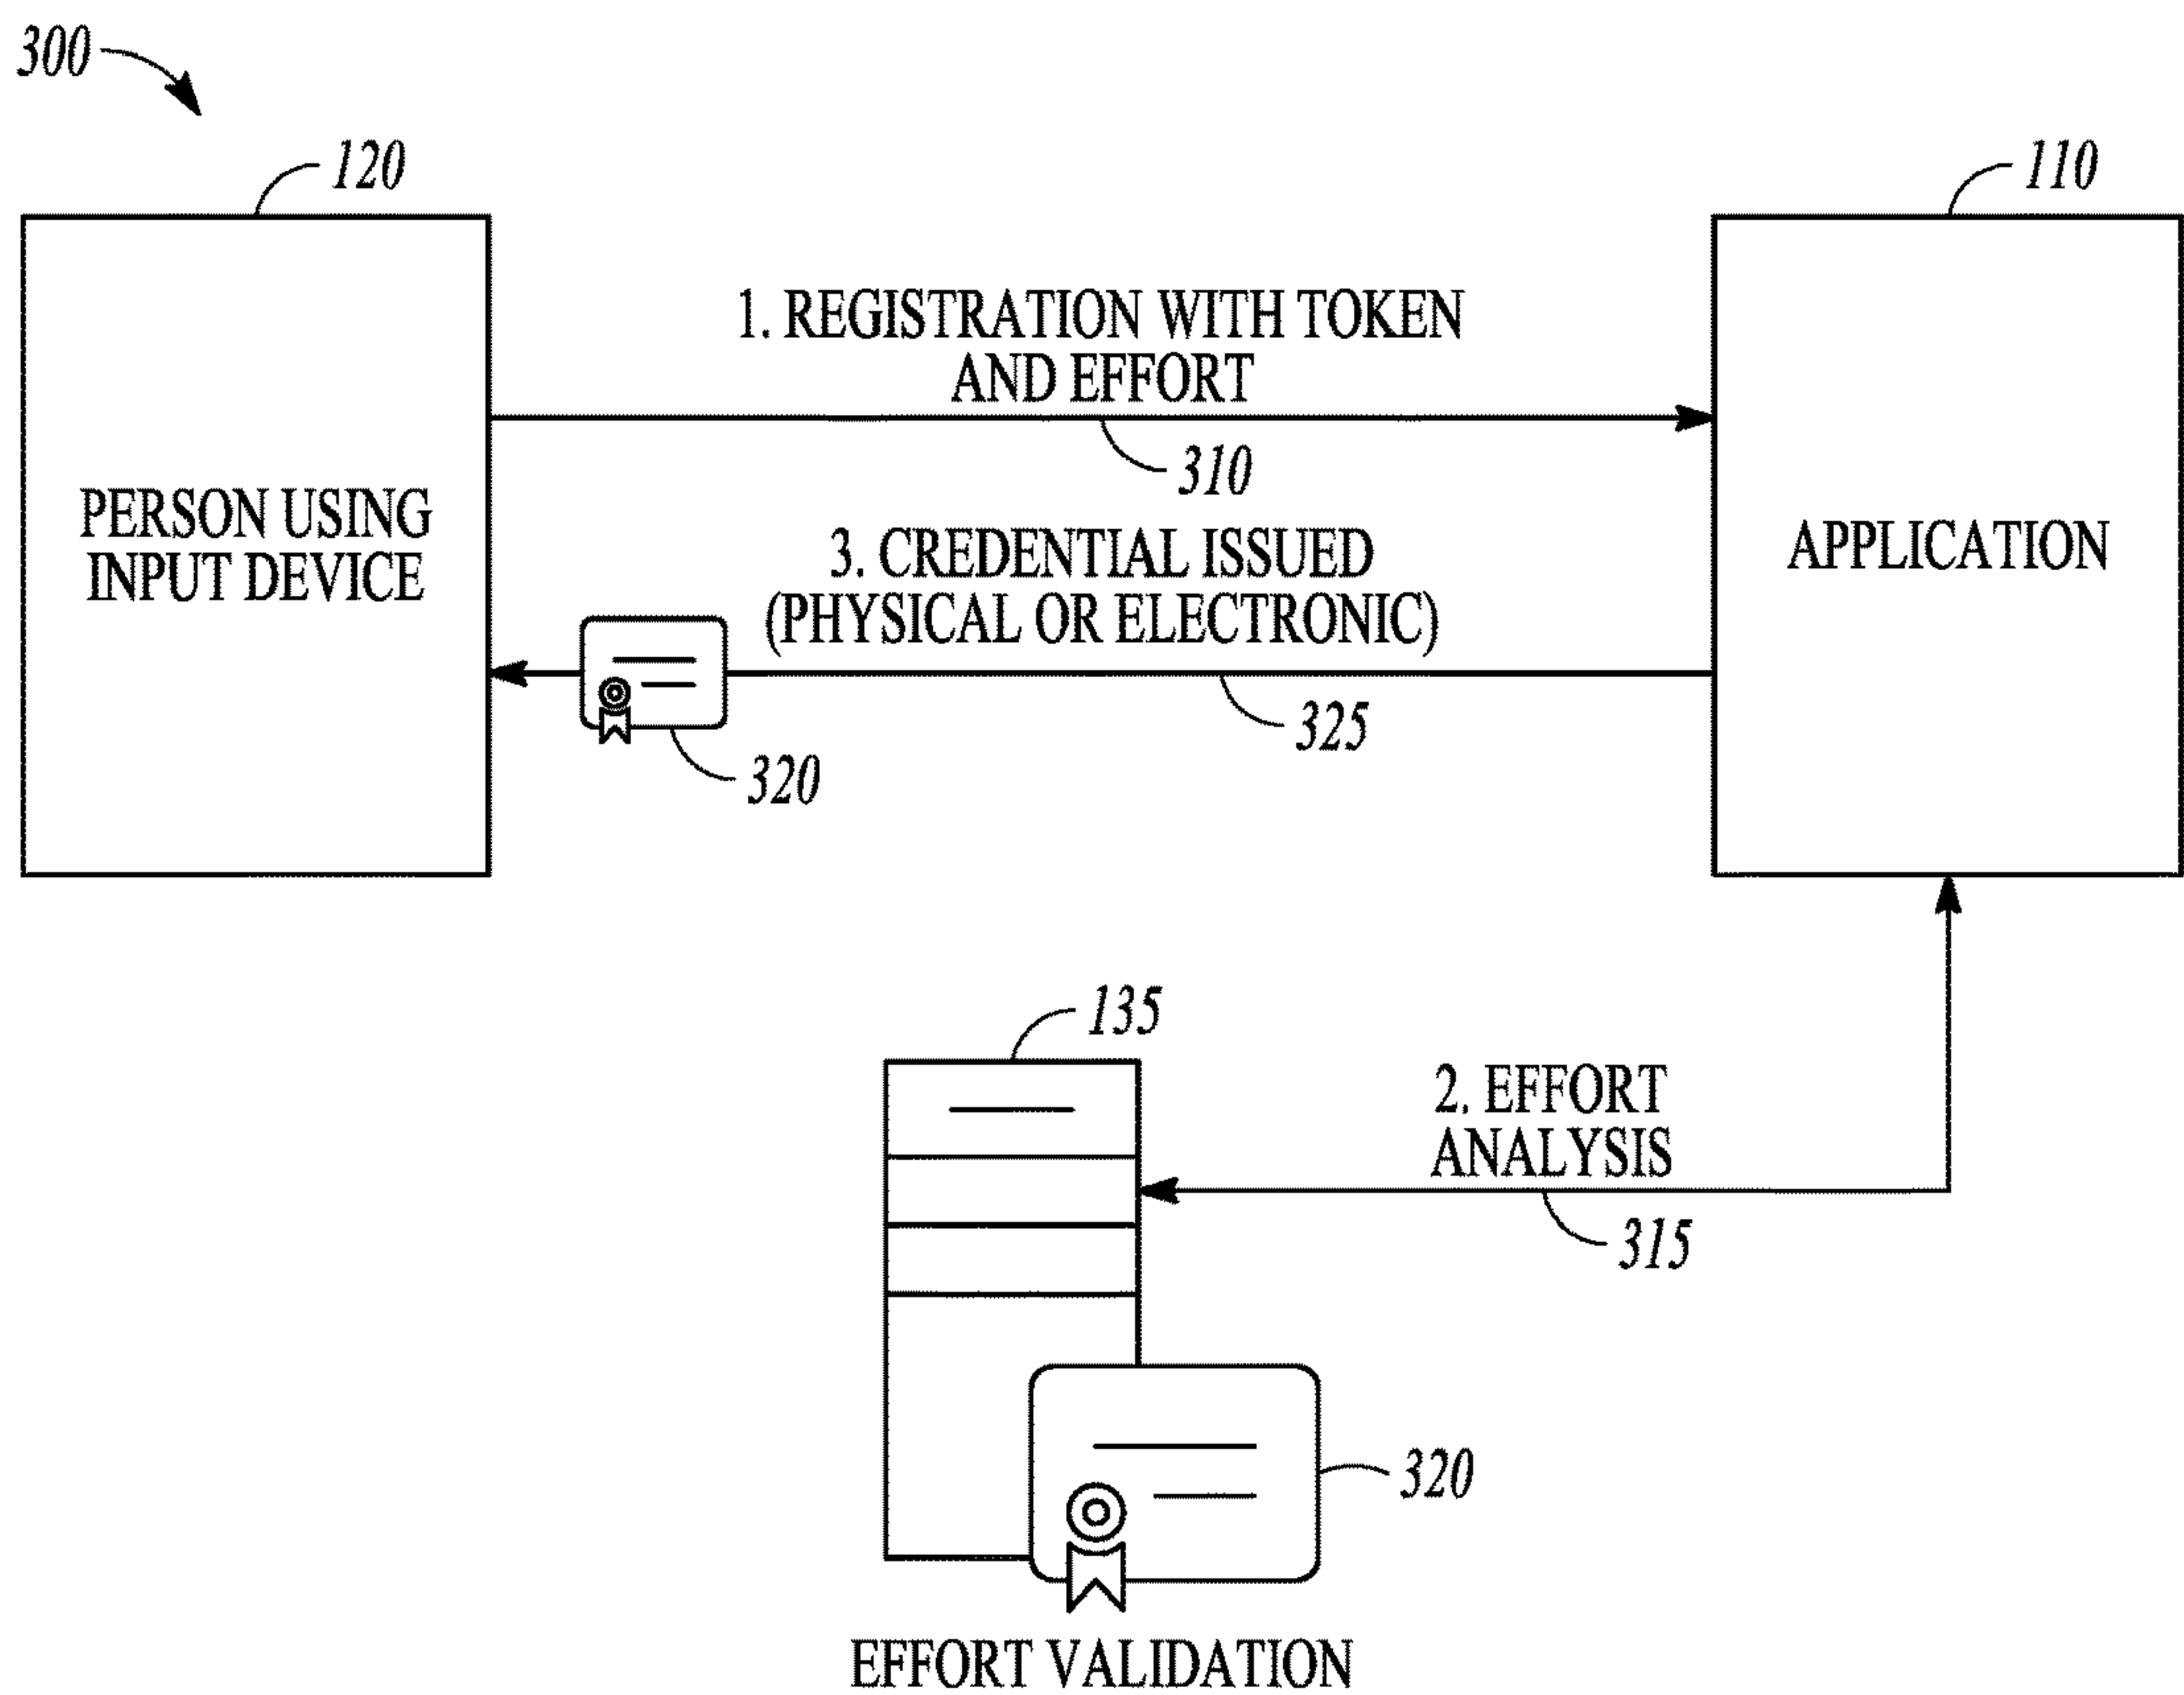 300
120
110
1. REGISTRATION WITH TOKEN
AND EFFORT
310
PERSON USING
INPUT DEVICE
3. CREDENTIAL ISSUED
(PHYSICAL OR ELECTRONIC)
APPLICATION
325
320
135
2. EFFORT
ANALYSIS
315
320
EFFORT VALIDATION